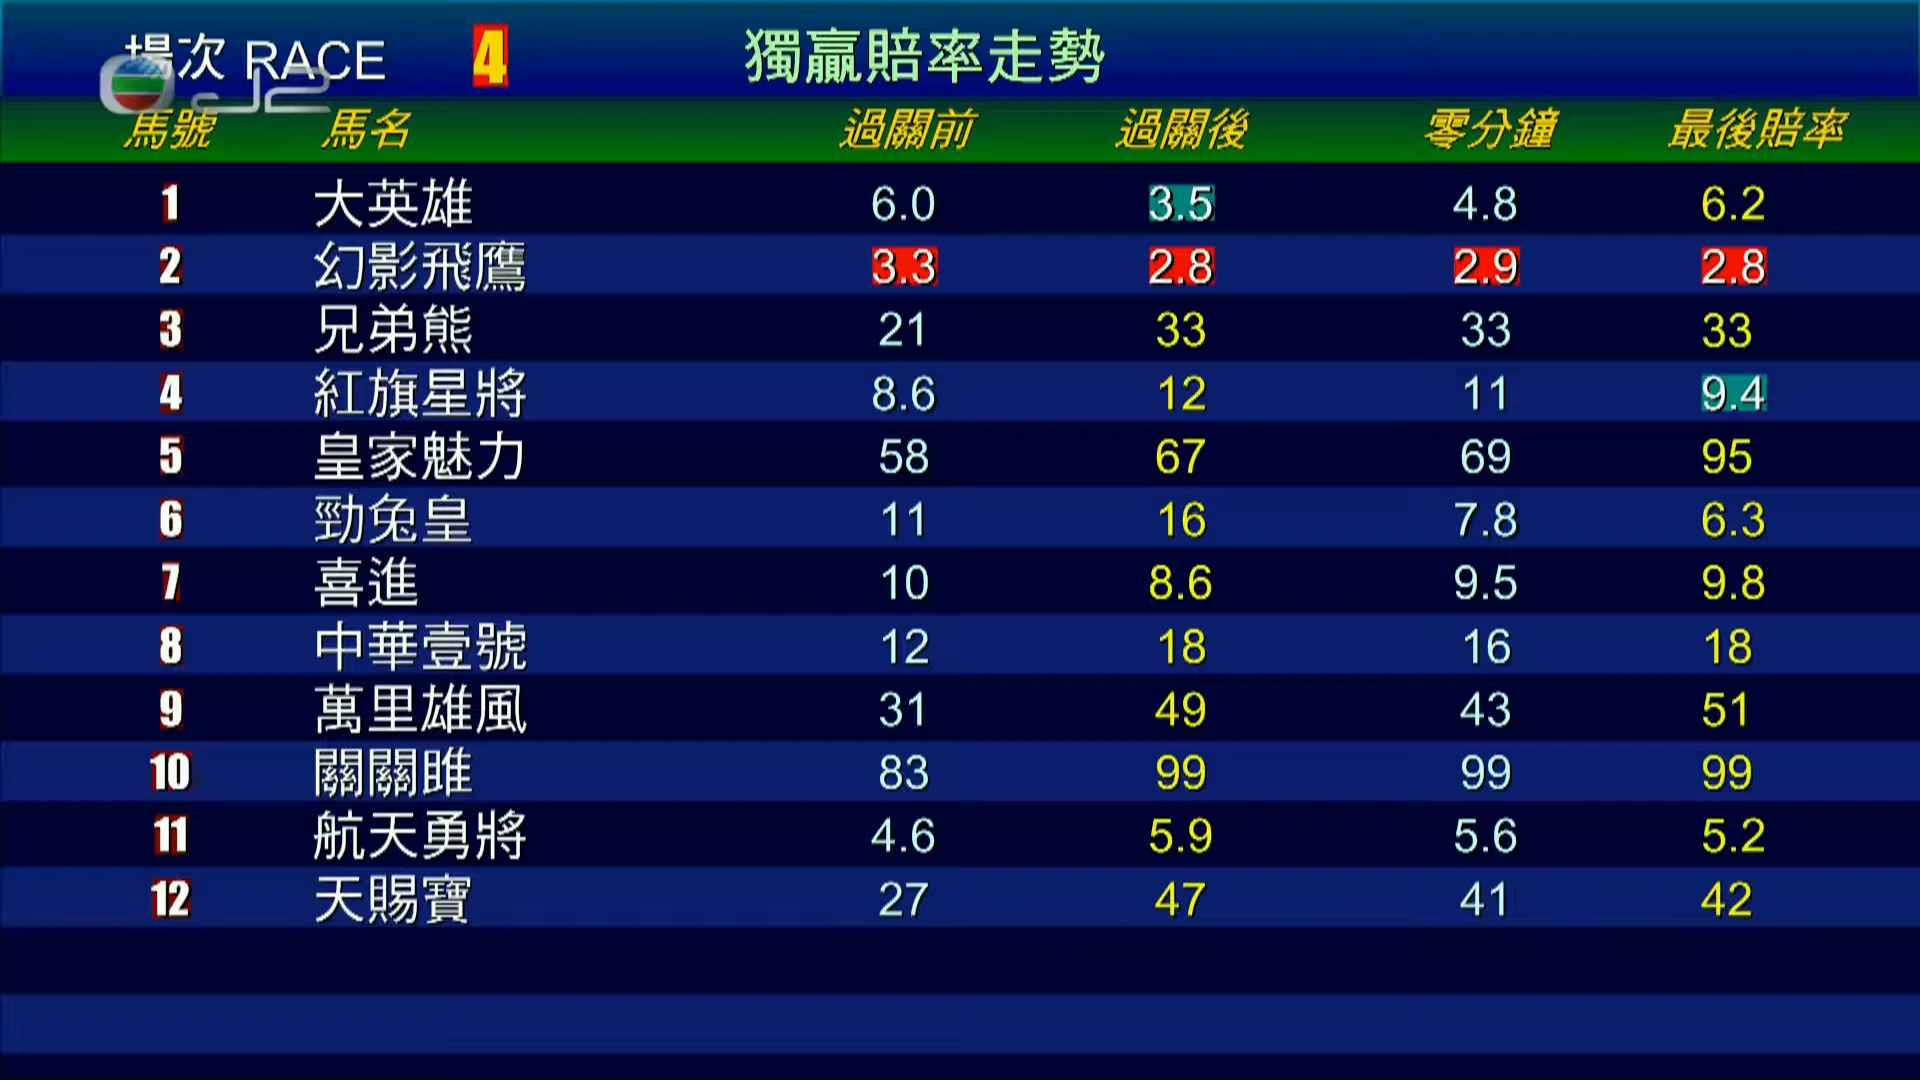 場次 RACE 4 獨贏賠率走勢
J2
馬號 馬名 過關前 過關後 零分鐘 最後賠率
1 大英雄 6.0 3.5 4.8 6.2
2 幻影飛鷹 3.3 2.8 2.9 2.8
3 兄弟熊 21 33 33 33
4 紅旗星將 8.6 12 11 9.4
5 皇家魅力 58 67 69 95
6 勁兔皇 11 16 7.8 6.3
7 喜進 10 8.6 9.5 9.8
8 中華壹號 12 18 16 18
9 萬里雄風 31 49 43 51
10 關關雎 83 99 99 99
11 航天勇將 4.6 5.9 5.6 5.2
12 天賜寶 27 47 41 42